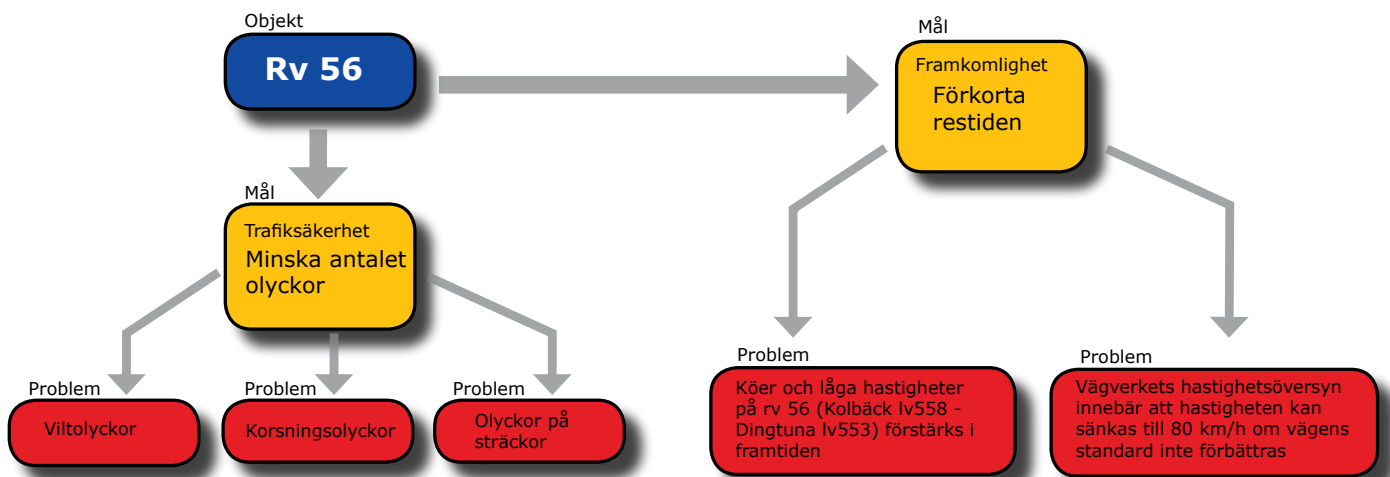 Objekt
Rv 56
Mål
Framkomlighet
Förkorta
restiden
Mål
Trafiksäkerhet
Minska antalet
olyckor
Problem
Viltolyckor
Problem
Korsningsolyckor
Problem
Olyckor på
sträckor
Problem
Köer och låga hastigheter
på rv 56 (Kolbäck lv558 -
Dingtuna lv553) förstärks i
framtiden
Problem
Vägverkets hastighetsöversyn
innebär att hastigheten kan
sänkas till 80 km/h om vägens
standard inte förbättras